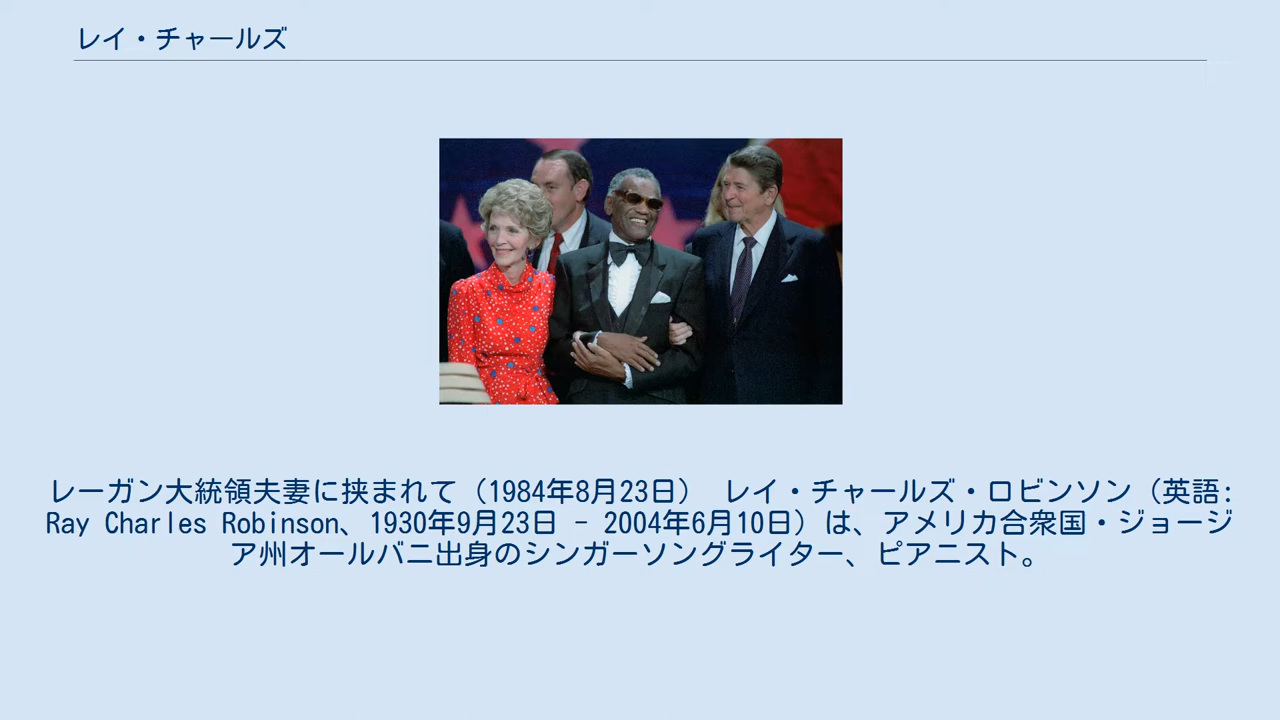 レイ・チャールズ
レーガン大統領夫妻に挟まれて（1984年8月23日） レイ・チャールズ・ロビンソン（英語:
Ray Charles Robinson、1930年9月23日 - 2004年6月10日）は、アメリカ合衆国・ジョージ
ア州オールバニ出身のシンガーソングライター、ピアニスト。